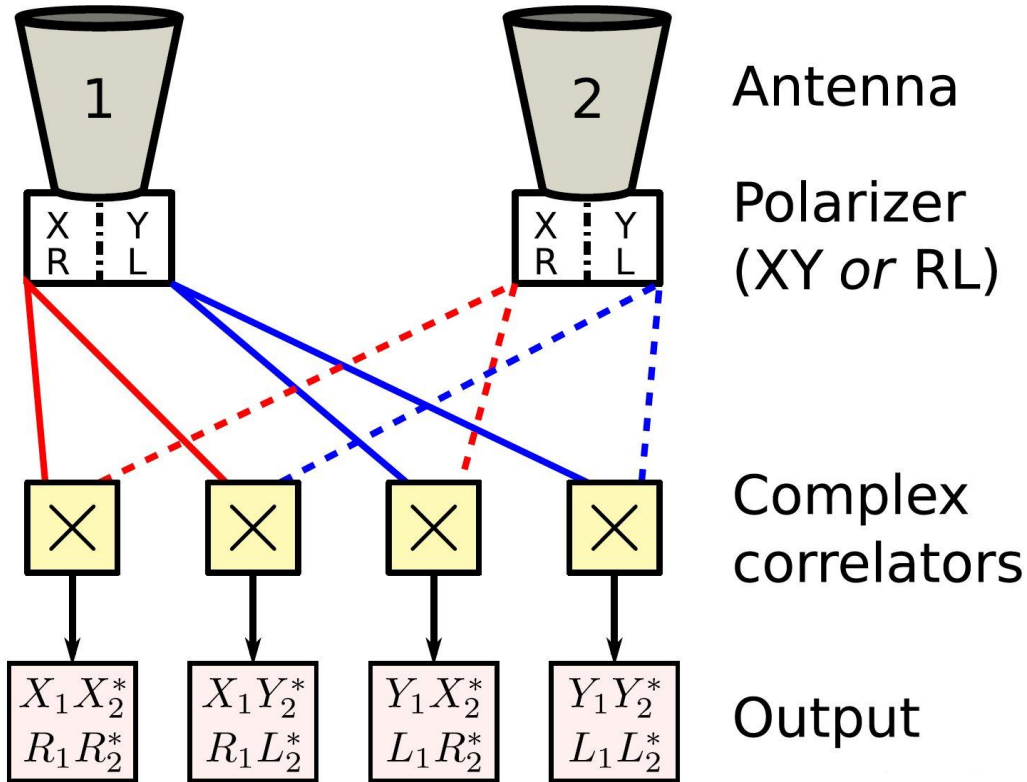 1
2
Antenna
X Y
R L
X Y
R L
Polarizer
(XY or RL)
Complex
correlators
X₁X₂*
R₁R₂*
X₁Y₂*
R₁L₂*
Y₁X₂*
L₁R₂*
Y₁Y₂*
L₁L₂*
Output